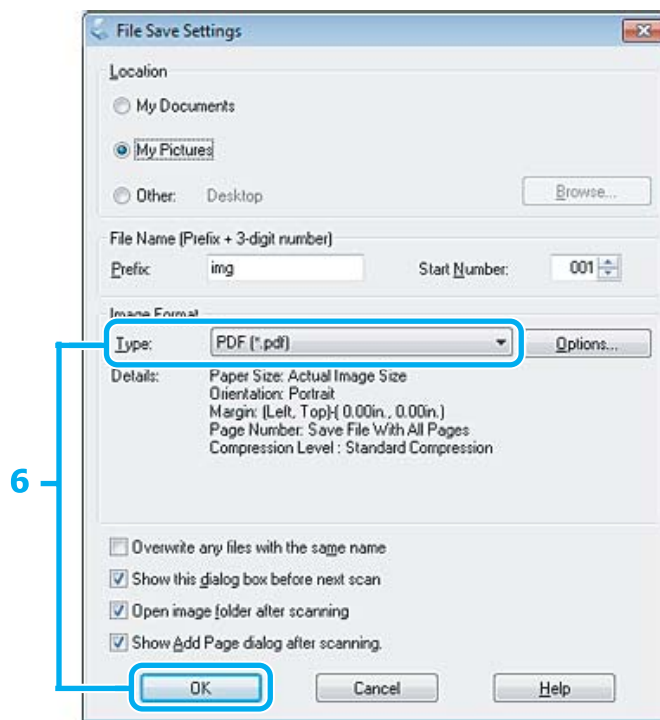 File Save Settings
Location
My Documents
My Pictures
Other: Desktop Browse...
File Name (Prefix + 3-digit number)
Prefix: img Start Number: 001
Image Format
Type: PDF (*.pdf) Options...
Details: Paper Size: Actual Image Size
Orientation: Portrait
Margin: (Left, Top)-( 0.00in., 0.00in.)
Page Number: Save File With All Pages
Compression Level : Standard Compression
6
Overwrite any files with the same name
Show this dialog box before next scan
Open image folder after scanning
Show Add Page dialog after scanning.
OK Cancel Help